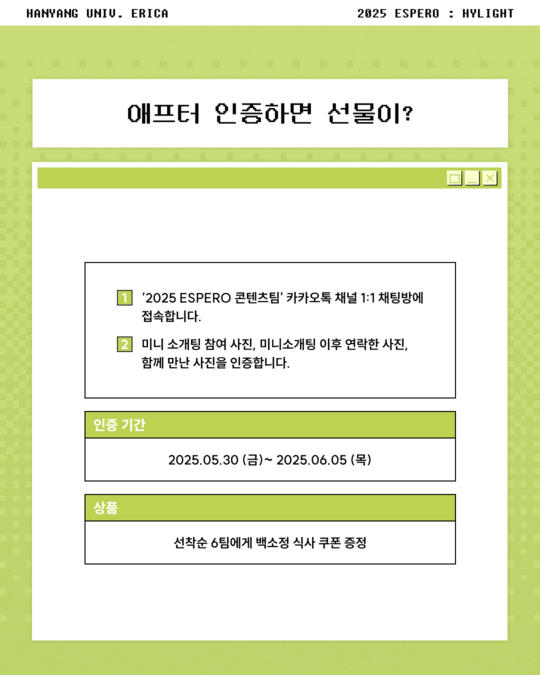 HANYANG UNIV. ERICA
2025 ESPERO : HYLIGHT
애프터 인증하면 선물이?
1 '2025 ESPERO 콘텐츠팀' 카카오톡 채널 1:1 채팅방에
접속합니다.
2 미니 소개팅 참여 사진, 미니소개팅 이후 연락한 사진,
함께 만난 사진을 인증합니다.
인증 기간
2025.05.30 (금)~ 2025.06.05 (목)
상품
선착순 6팀에게 백소정 식사 쿠폰 증정